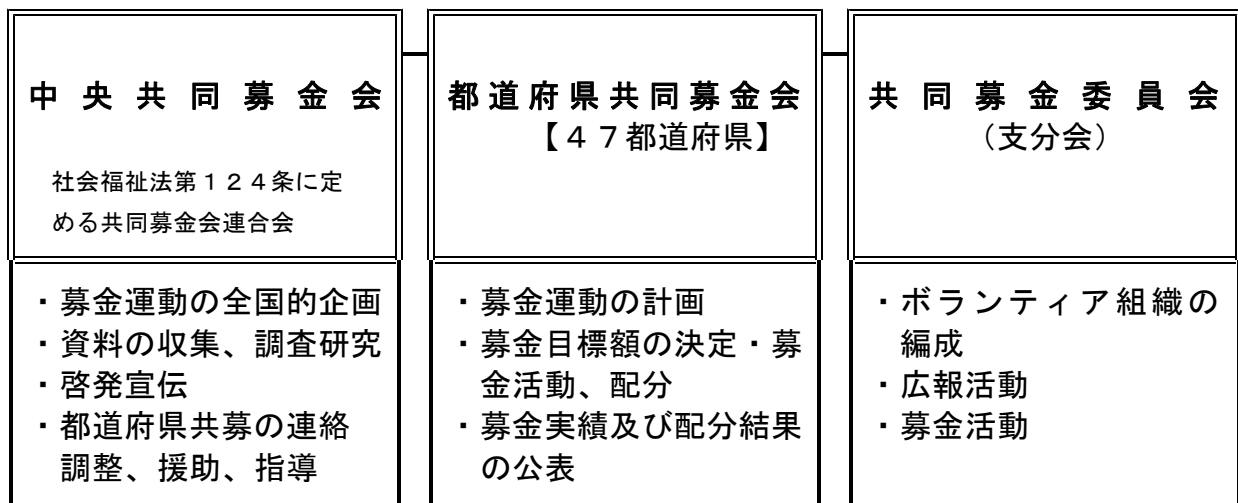 中央共同募金会
社会福祉法第１２４条に定
める共同募金会連合会
・募金運動の全国的企画
・資料の収集、調査研究
・啓発宣伝
・都道府県共募の連絡
調整、援助、指導
都道府県共同募金会
【４７都道府県】
・募金運動の計画
・募金目標額の決定・募
金活動、配分
・募金実績及び配分結果
の公表
共同募金委員会
（支分会）
・ボランティア組織の
編成
・広報活動
・募金活動